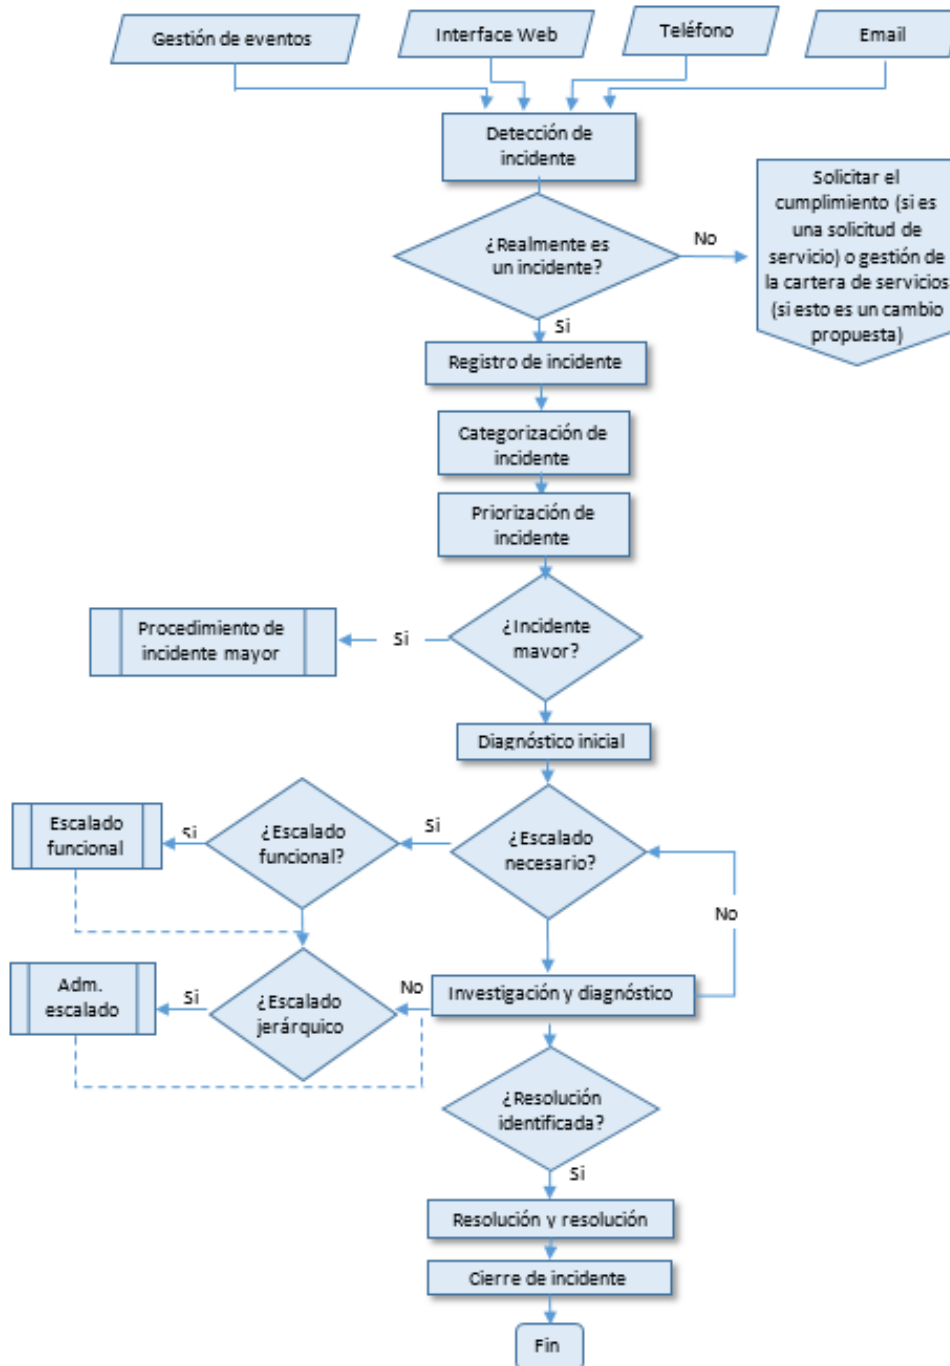 Gestión de eventos
Interface Web
Teléfono
Email
Detección de
incidente
¿Realmente es
un incidente?
No
Solicitar el
cumplimiento (si es
una solicitud de
servicio) o gestión de
la cartera de servicios
(si esto es un cambio
propuesta)
Si
Registro de incidente
Categorización de
incidente
Priorización de
incidente
¿Incidente
mavor?
Si
Procedimiento de
incidente mayor
Diagnóstico inicial
¿Escalado
necesario?
Si
¿Escalado
funcional?
Si
Escalado
funcional
No
Investigación y diagnóstico
No
¿Escalado
jerárquico
Si
Adm.
escalado
¿Resolución
identificada?
Si
Resolución y resolución
Cierre de incidente
Fin